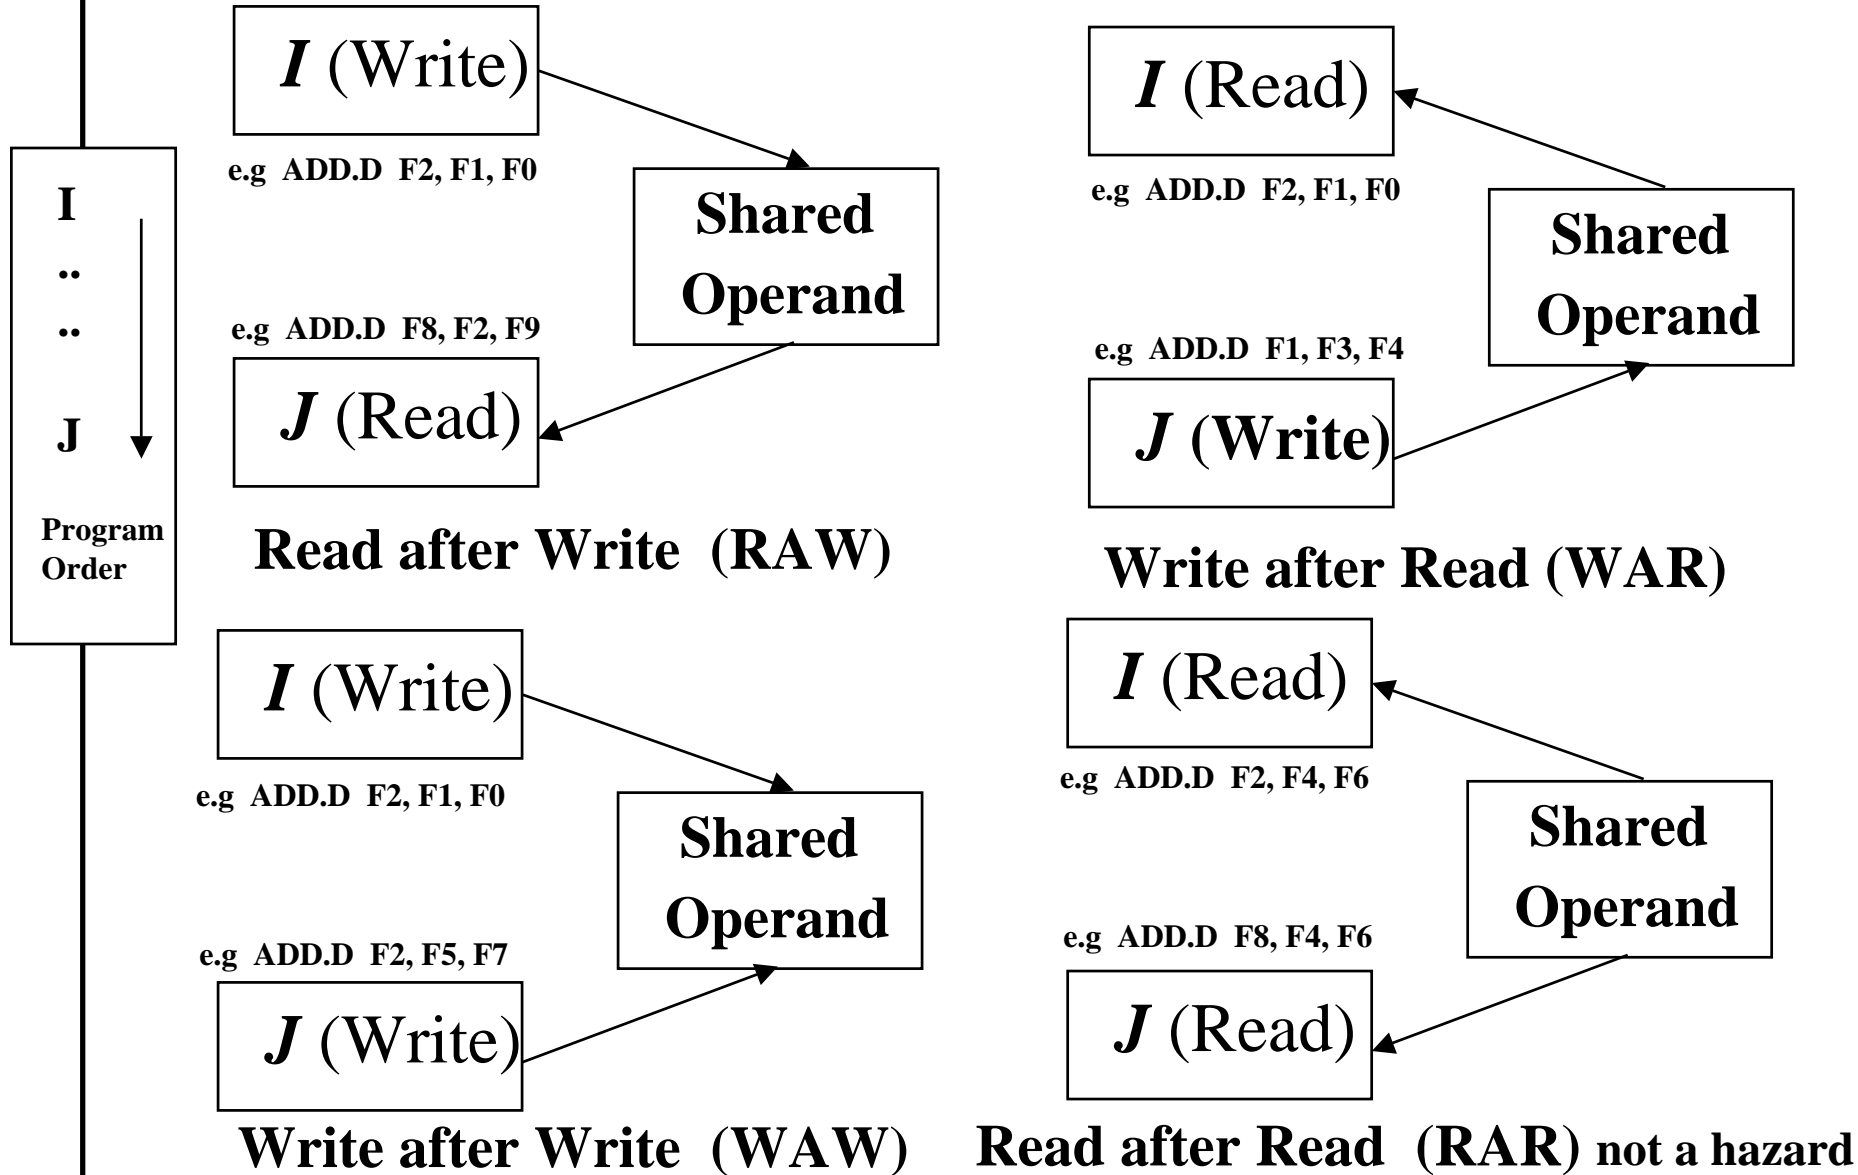 I
..
..
J
Program
Order
I (Write)
e.g ADD.D F2, F1, F0
Shared
Operand
e.g ADD.D F8, F2, F9
J (Read)
Read after Write (RAW)
I (Read)
e.g ADD.D F2, F1, F0
Shared
Operand
e.g ADD.D F1, F3, F4
J (Write)
Write after Read (WAR)
I (Write)
e.g ADD.D F2, F1, F0
Shared
Operand
e.g ADD.D F2, F5, F7
J (Write)
Write after Write (WAW)
I (Read)
e.g ADD.D F2, F4, F6
Shared
Operand
e.g ADD.D F8, F4, F6
J (Read)
Read after Read (RAR) not a hazard